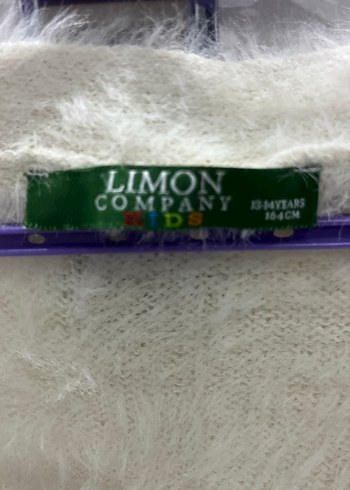 LIMON
COMPANY
KIDS
13-14YEARS
164CM